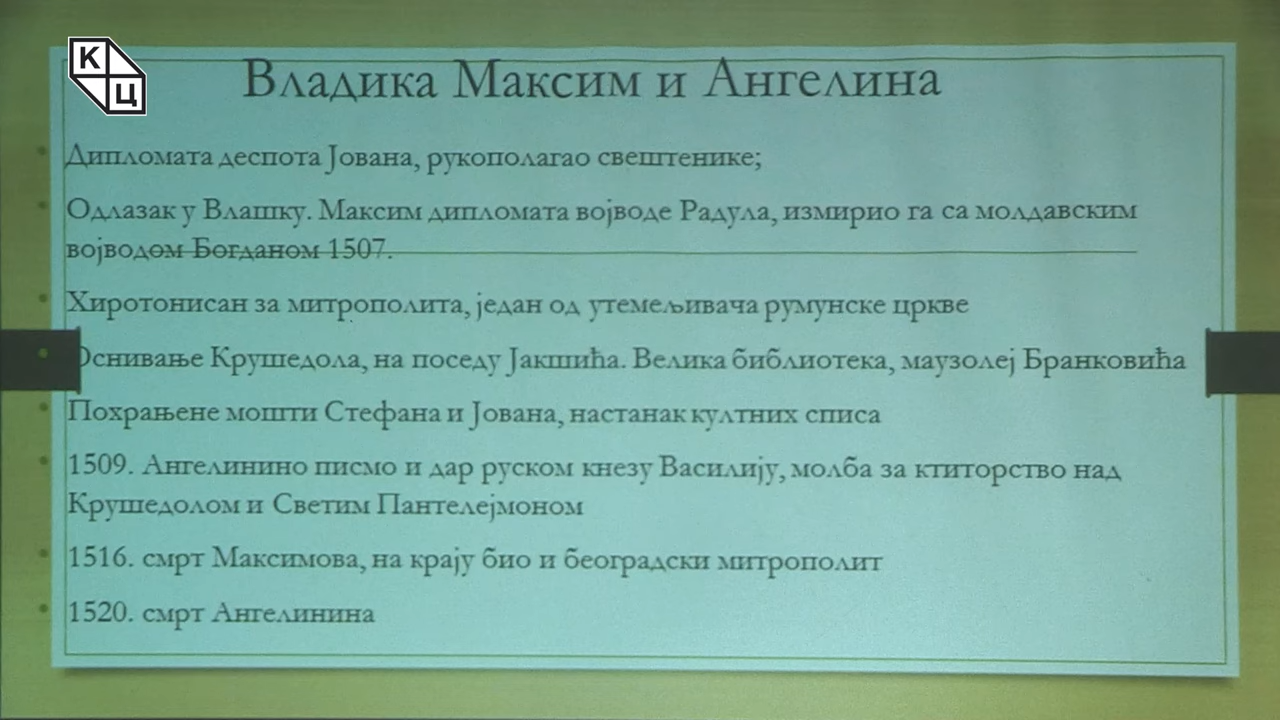 К
Ц
Владика Максим и Ангелина
Дипломата деспота Јована, рукополагао свештенике;
Одлазак у Влашку. Максим дипломата војводе Радула, измирио га са молдавским
војводом Богданом 1507.
Хиротонисан за митрополита, један од утемељивача румунске цркве
Оснивање Крушедола, на поседу Јакшића. Велика библиотека, маузолеј Бранковића
Похрањене мошти Стефана и Јована, настанак култних списа
1509. Ангелинино писмо и дар руском кнезу Василију, молба за ктиторство над
Крушедолом и Светим Пантелејмоном
1516. смрт Максимова, на крају био и београдски митрополит
1520. смрт Ангелинина